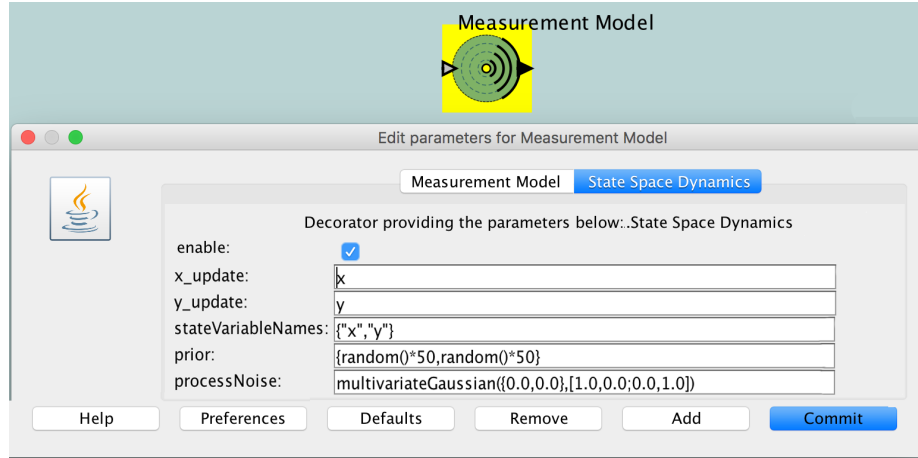 Measurement Model
Edit parameters for Measurement Model
Measurement Model State Space Dynamics
Decorator providing the parameters below:.State Space Dynamics
enable:
x_update: x
y_update: y
stateVariableNames: {"x","y"}
prior: {random()*50,random()*50}
processNoise: multivariateGaussian({0.0,0.0},[1.0,0.0;0.0,1.0])
Help Preferences Defaults Remove Add Commit